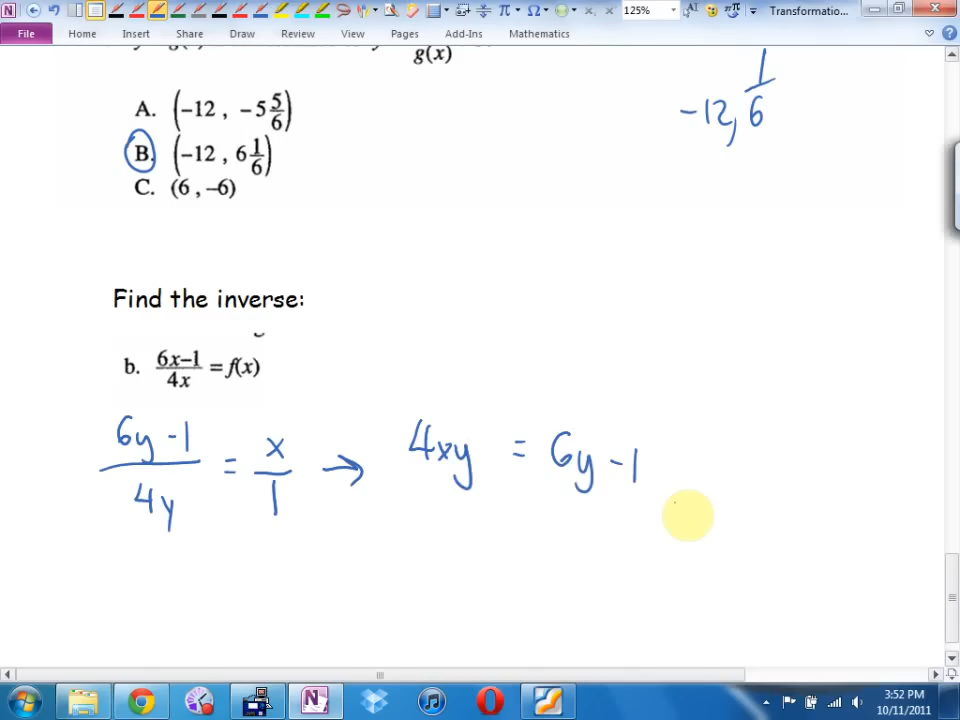 125%
Transformatio...
File Home Insert Share Draw Review View Pages Add-Ins Mathematics
g(x)
A. (−12 , −5 5/6)
B. (−12 , 6 1/6)
C. (6 , −6)
-12, 1/6
Find the inverse:
b. 6x−1/4x = f(x)
6y -1/4y = x/1 → 4xy = 6y -1
3:52 PM
10/11/2011